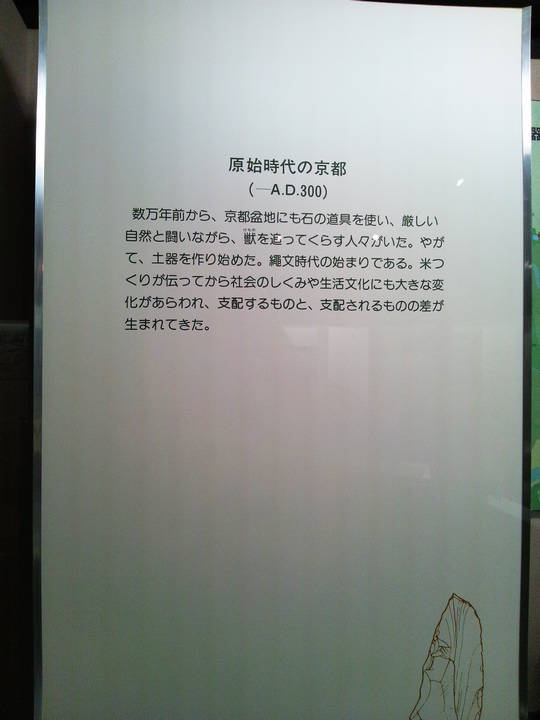 原始時代の京都
(―A.D.300)
数万年前から、京都盆地にも石の道具を使い、厳しい
自然と闘いながら、獣を追ってくらす人々がいた。やが
て、土器を作り始めた。縄文時代の始まりである。米つ
くりが伝ってから社会のしくみや生活文化にも大きな変
化があらわれ、支配するものと、支配されるものの差が
生まれてきた。
器